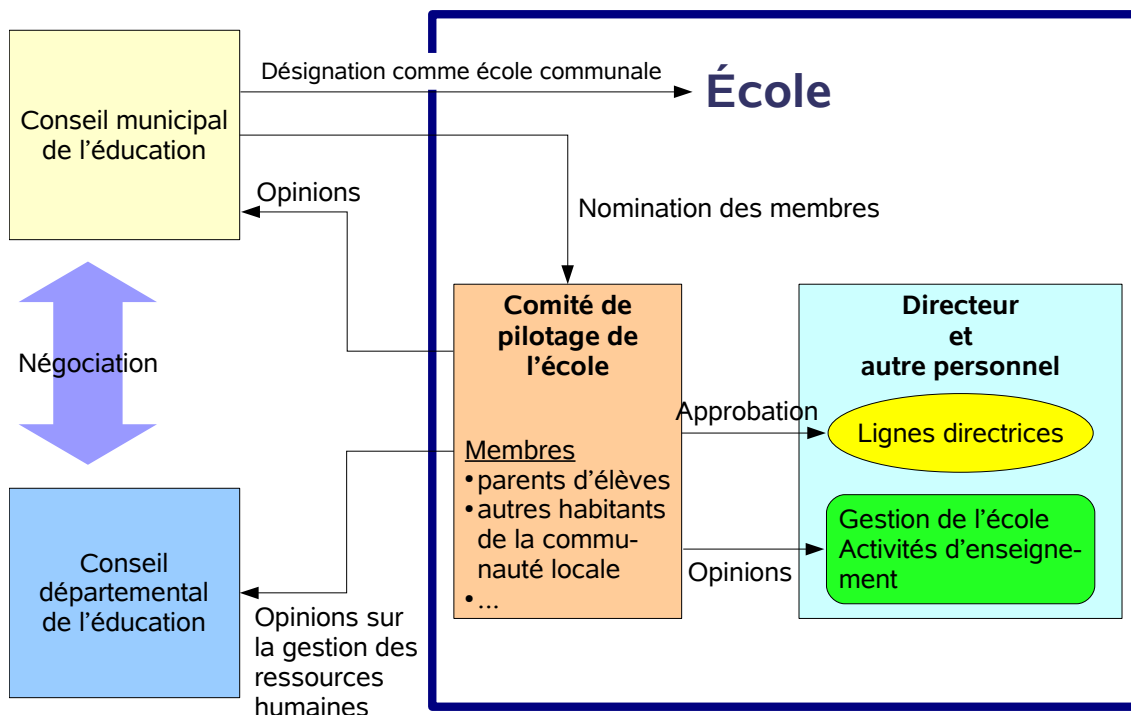 Désignation comme école communale
École
Conseil municipal
de l’éducation
Opinions
Nomination des membres
Négociation
Comité de
pilotage de
l’école
Membres
• parents d’élèves
• autres habitants
de la commu-
nauté locale
• ...
Directeur
et
autre personnel
Approbation
Lignes directrices
Opinions
Gestion de l’école
Activités d’enseigne-
ment
Conseil
départemental
de l’éducation
Opinions sur
la gestion des
ressources
humaines